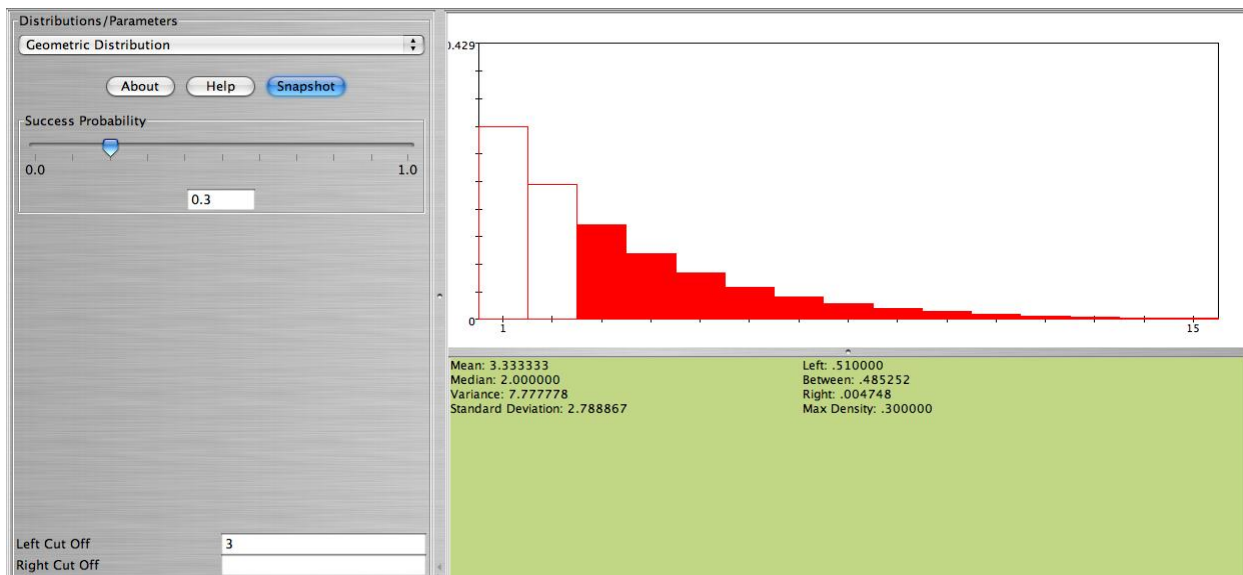 Distributions/Parameters
Geometric Distribution
About Help Snapshot
Success Probability
0.0 1.0
0.3
Left Cut Off 3
Right Cut Off
0.429
0
1 15
Mean: 3.333333
Median: 2.000000
Variance: 7.777778
Standard Deviation: 2.788867
Left: .510000
Between: .485252
Right: .004748
Max Density: .300000